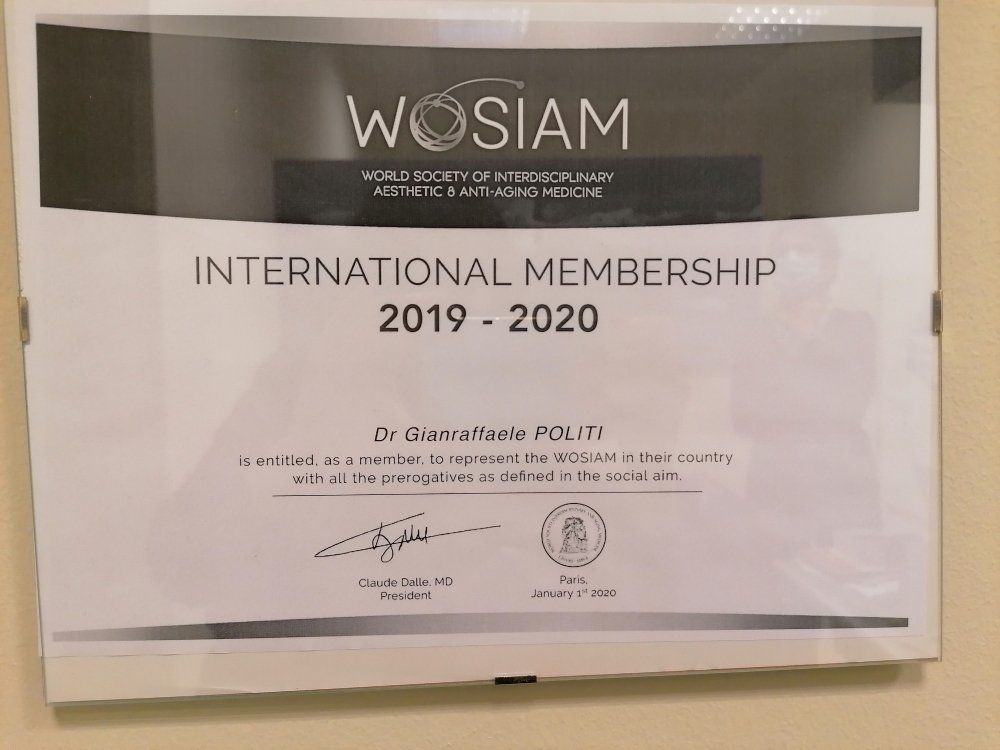 WOSIAM
WORLD SOCIETY OF INTERDISCIPLINARY
AESTHETIC & ANTI-AGING MEDICINE
INTERNATIONAL MEMBERSHIP
2019 - 2020
Dr Gianraffaele POLITI
is entitled, as a member, to represent the WOSIAM in their country
with all the prerogatives as defined in the social aim.
Claude Dalle, MD
President
Paris,
January 1st 2020